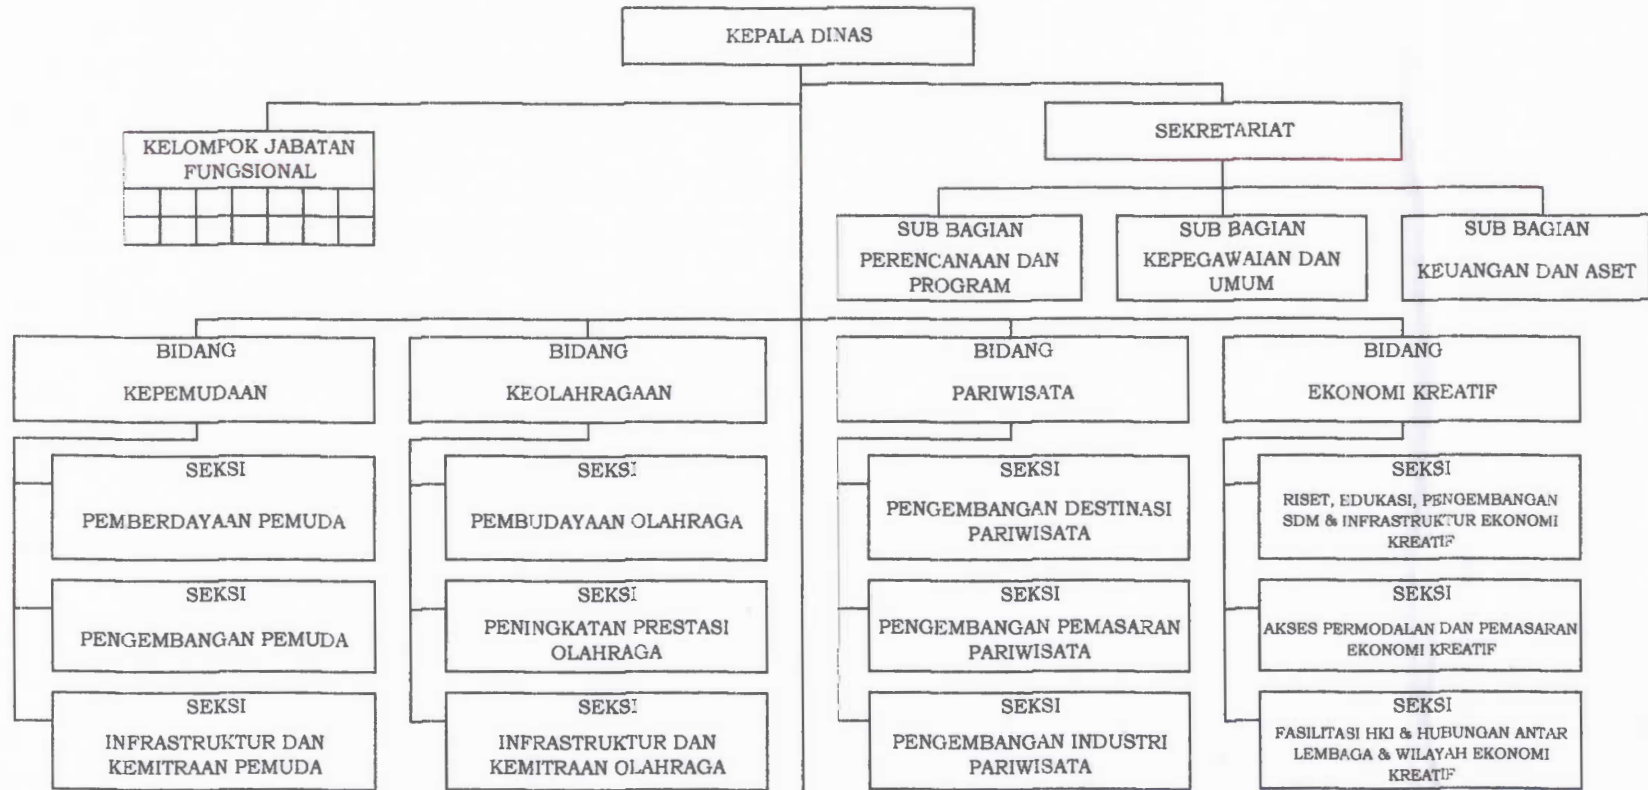 KEPALA DINAS
KELOMPOK JABATAN
FUNGSIONAL
SEKRETARIAT
SUB BAGIAN
PERENCANAAN DAN
PROGRAM
SUB BAGIAN
KEPEGAWAIAN DAN
UMUM
SUB BAGIAN
KEUANGAN DAN ASET
BIDANG
KEPEMUDAAN
BIDANG
KEOLAHRAGAAN
BIDANG
PARIWISATA
BIDANG
EKONOMI KREATIF
SEKSI
PEMBERDAYAAN PEMUDA
SEKSI
PEMBUDAYAAN OLAHRAGA
SEKSI
PENGEMBANGAN DESTINASI
PARIWISATA
SEKSI
RISET, EDUKASI, PENGEMBANGAN
SDM & INFRASTRUKTUR EKONOMI
KREATIF
SEKSI
PENGEMBANGAN PEMUDA
SEKSI
PENINGKATAN PRESTASI
OLAHRAGA
SEKSI
PENGEMBANGAN PEMASARAN
PARIWISATA
SEKSI
AKSES PERMODALAN DAN PEMASARAN
EKONOMI KREATIF
SEKSI
INFRASTRUKTUR DAN
KEMITRAAN PEMUDA
SEKSI
INFRASTRUKTUR DAN
KEMITRAAN OLAHRAGA
SEKSI
PENGEMBANGAN INDUSTRI
PARIWISATA
SEKSI
FASILITASI HKI & HUBUNGAN ANTAR
LEMBAGA & WILAYAH EKONOMI
KREATIF